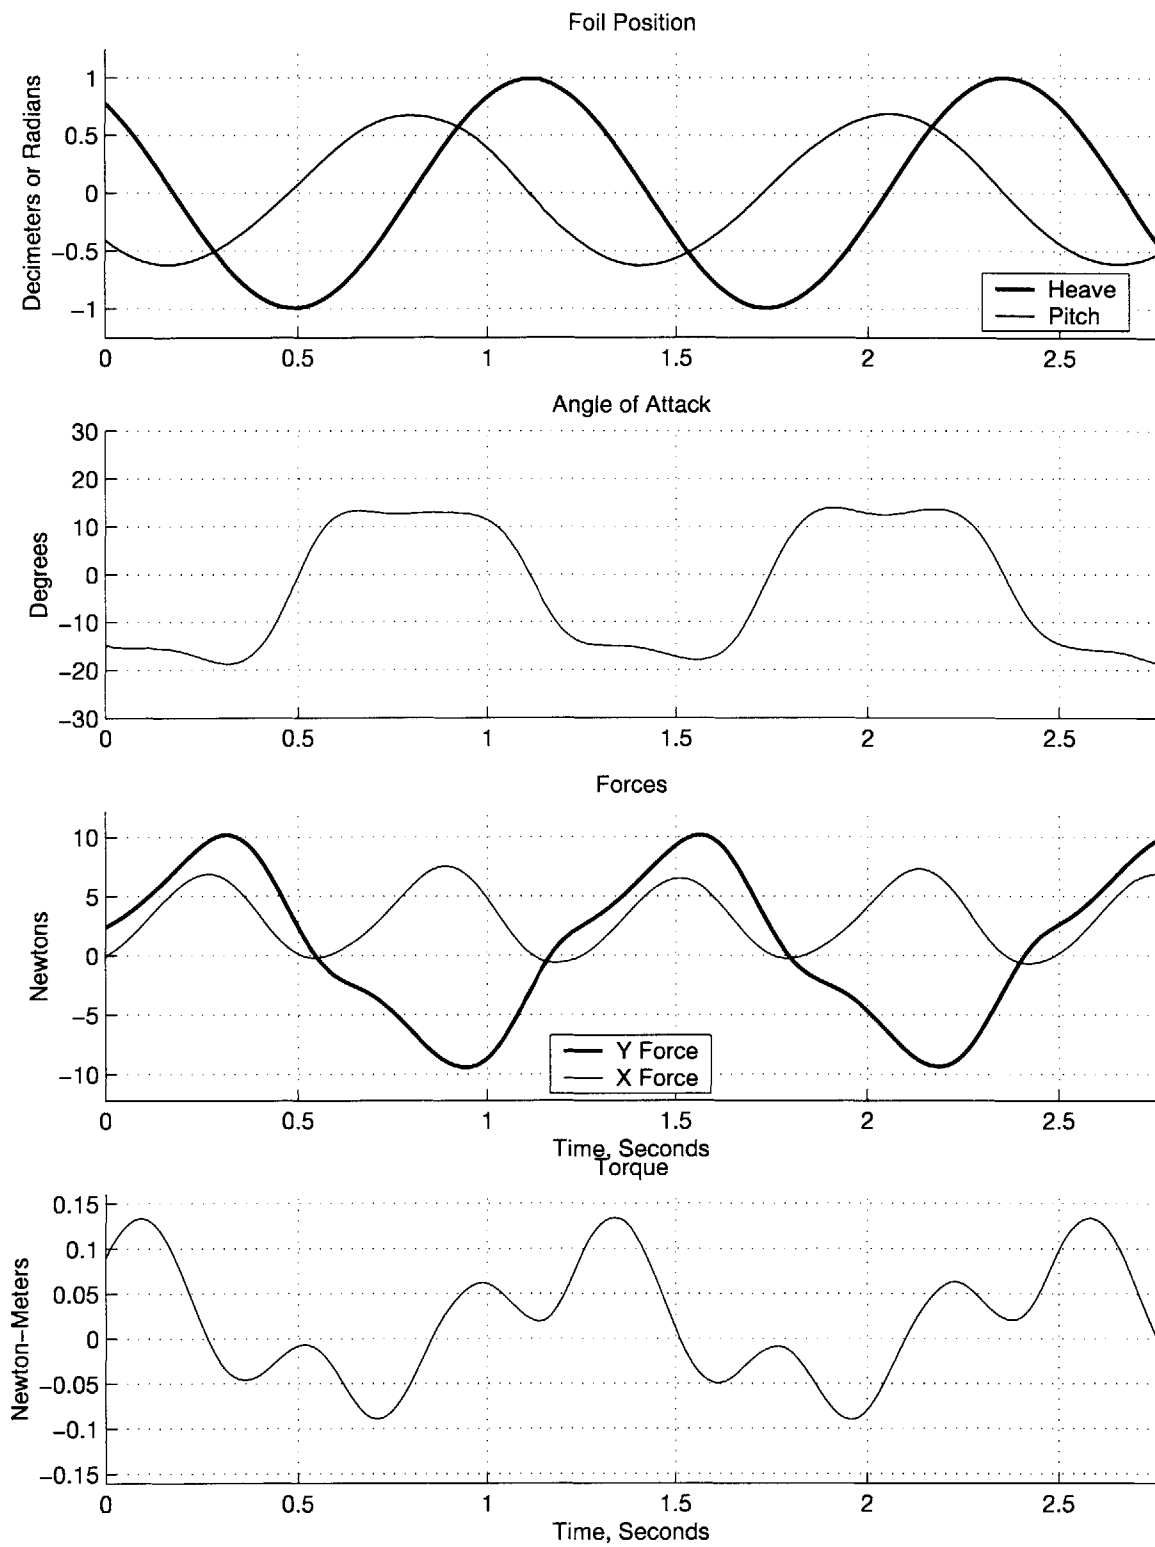 Foil Position
Decimeters or Radians
1
0.5
0
−0.5
−1
Heave
Pitch
0 0.5 1 1.5 2 2.5
Angle of Attack
Degrees
30
20
10
0
−10
−20
−30
0 0.5 1 1.5 2 2.5
Forces
Newtons
10
5
0
−5
−10
Y Force
X Force
0 0.5 1 1.5 2 2.5
Time, Seconds
Torque
Newton−Meters
0.15
0.1
0.05
0
−0.05
−0.1
−0.15
0 0.5 1 1.5 2 2.5
Time, Seconds